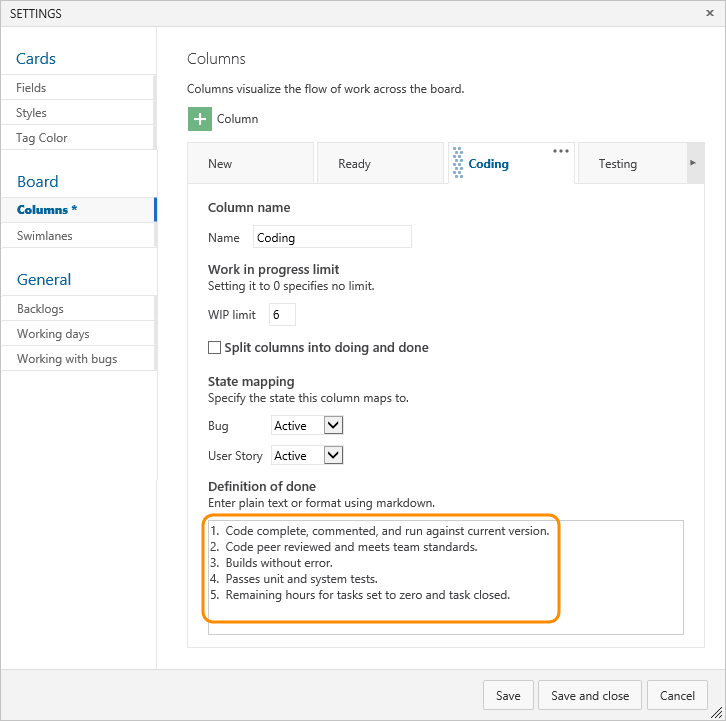 SETTINGS
Cards
Fields
Styles
Tag Color
Board
Columns *
Swimlanes
General
Backlogs
Working days
Working with bugs
Columns
Columns visualize the flow of work across the board.
+ Column
New Ready Coding ••• Testing
Column name
Name Coding
Work in progress limit
Setting it to 0 specifies no limit.
WIP limit 6
Split columns into doing and done
State mapping
Specify the state this column maps to.
Bug Active
User Story Active
Definition of done
Enter plain text or format using markdown.
1. Code complete, commented, and run against current version.
2. Code peer reviewed and meets team standards.
3. Builds without error.
4. Passes unit and system tests.
5. Remaining hours for tasks set to zero and task closed.
Save Save and close Cancel